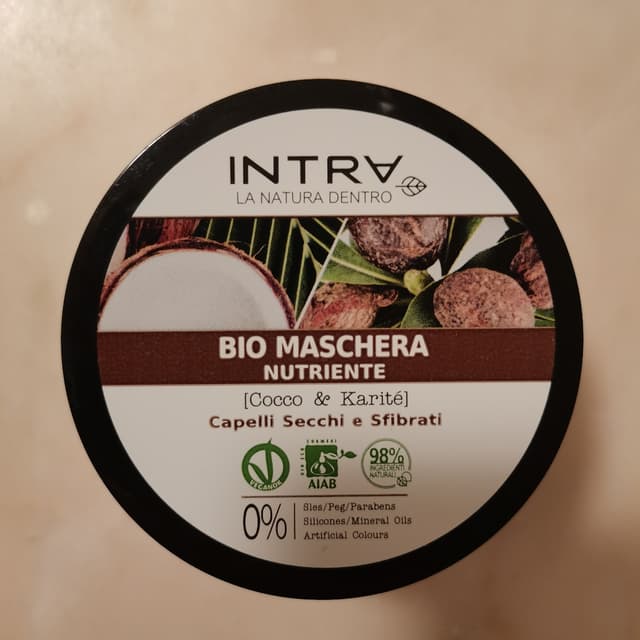 INTRA
LA NATURA DENTRO
BIO MASCHERA
NUTRIENTE
[Cocco & Karité]
Capelli Secchi e Sfibrati
VEGANOK
AIAB
98%
INGREDIENTI
NATURALI
0%
Sles/Peg/Parabens
Silicones/Mineral Oils
Artificial Colours